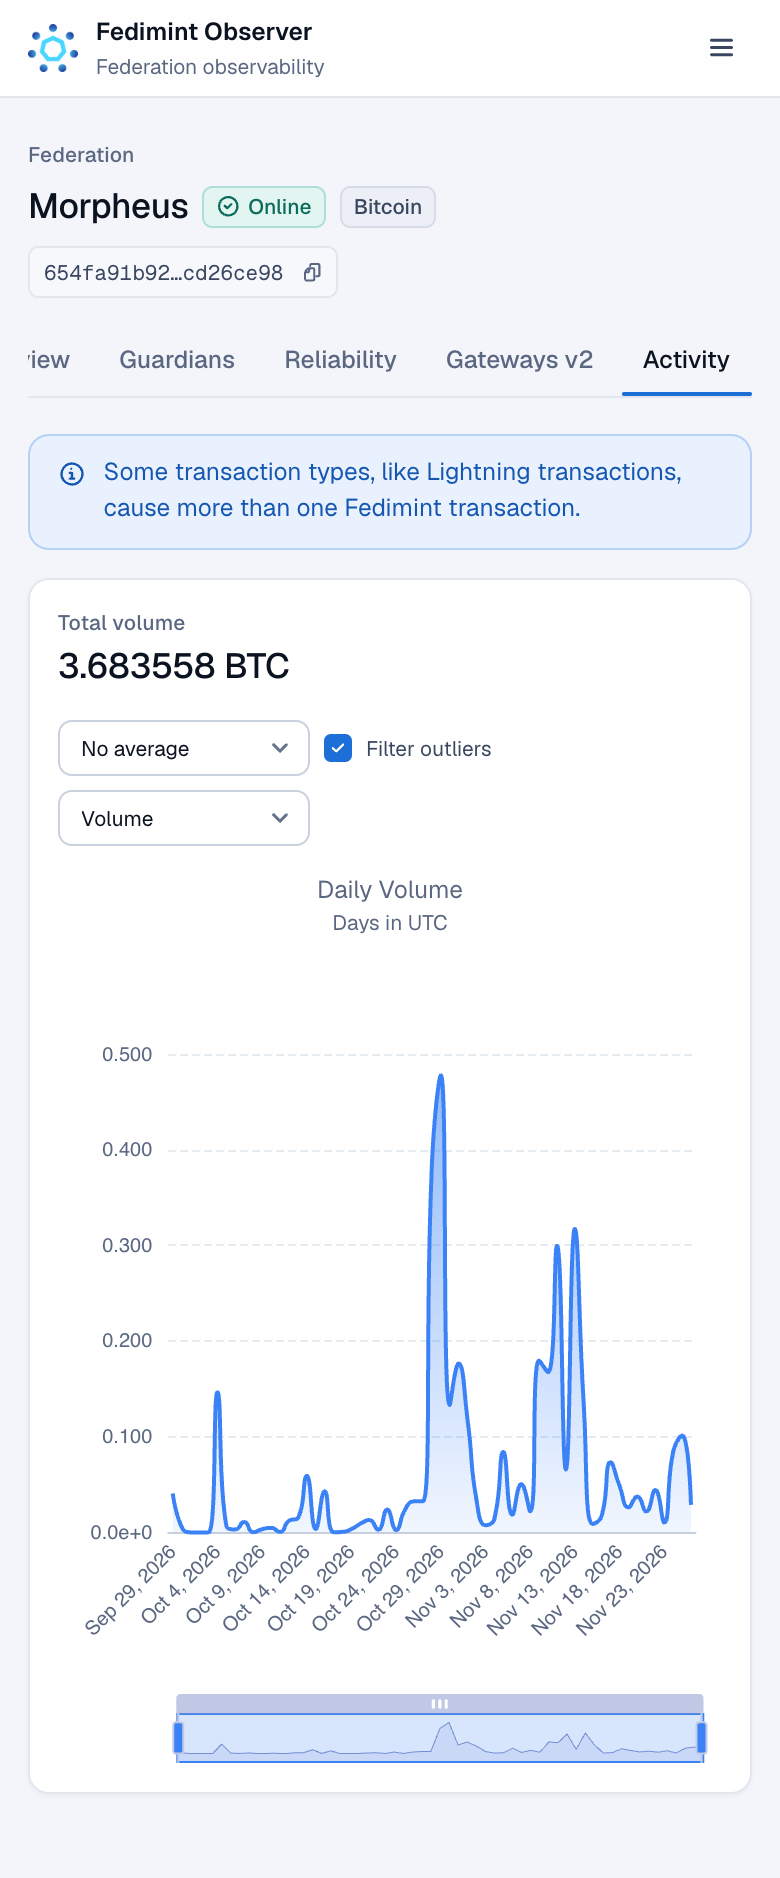 Fedimint Observer
Federation observability
Federation
Morpheus
Online
Bitcoin
654fa91b92…cd26ce98
view
Guardians
Reliability
Gateways v2
Activity
Some transaction types, like Lightning transactions,
cause more than one Fedimint transaction.
Total volume
3.683558 BTC
No average
Filter outliers
Volume
Daily Volume
Days in UTC
0.500
0.400
0.300
0.200
0.100
0.0e+0
Sep 29, 2026
Oct 4, 2026
Oct 9, 2026
Oct 14, 2026
Oct 19, 2026
Oct 24, 2026
Oct 29, 2026
Nov 3, 2026
Nov 8, 2026
Nov 13, 2026
Nov 18, 2026
Nov 23, 2026